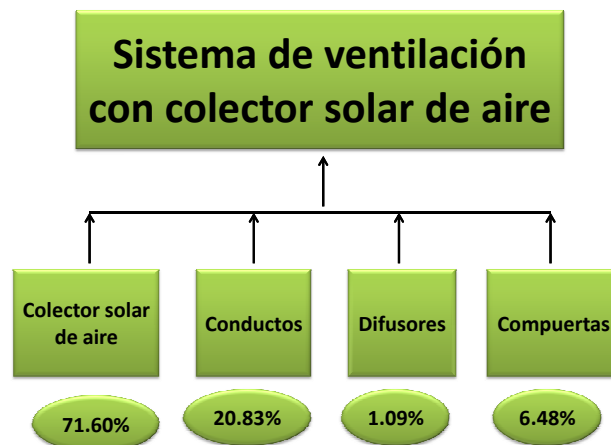 Sistema de ventilación
con colector solar de aire
Colector solar
de aire
Conductos
Difusores
Compuertas
71.60%
20.83%
1.09%
6.48%